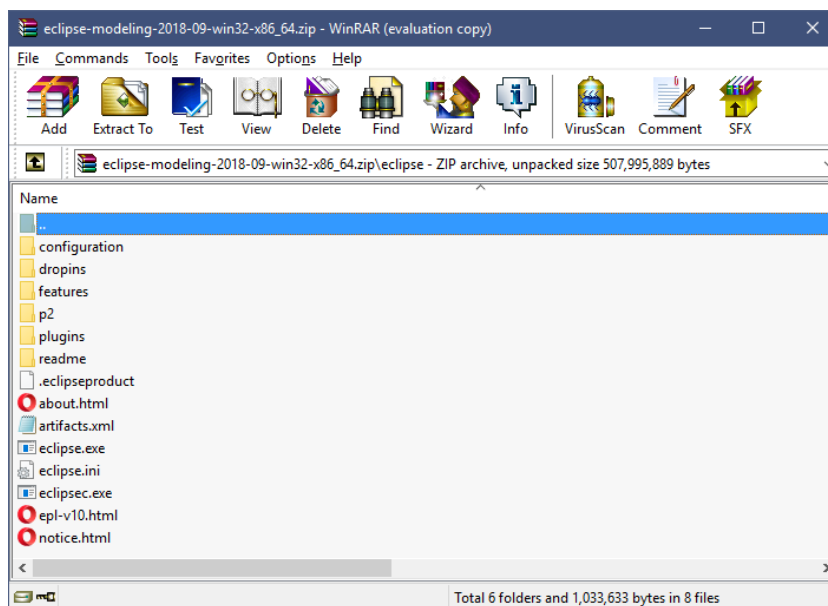 eclipse-modeling-2018-09-win32-x86_64.zip - WinRAR (evaluation copy)
File Commands Tools Favorites Options Help
Add Extract To Test View Delete Find Wizard Info VirusScan Comment SFX
eclipse-modeling-2018-09-win32-x86_64.zip\eclipse - ZIP archive, unpacked size 507,995,889 bytes
Name
..
configuration
dropins
features
p2
plugins
readme
.eclipseproduct
about.html
artifacts.xml
eclipse.exe
eclipse.ini
eclipsec.exe
epl-v10.html
notice.html
Total 6 folders and 1,033,633 bytes in 8 files